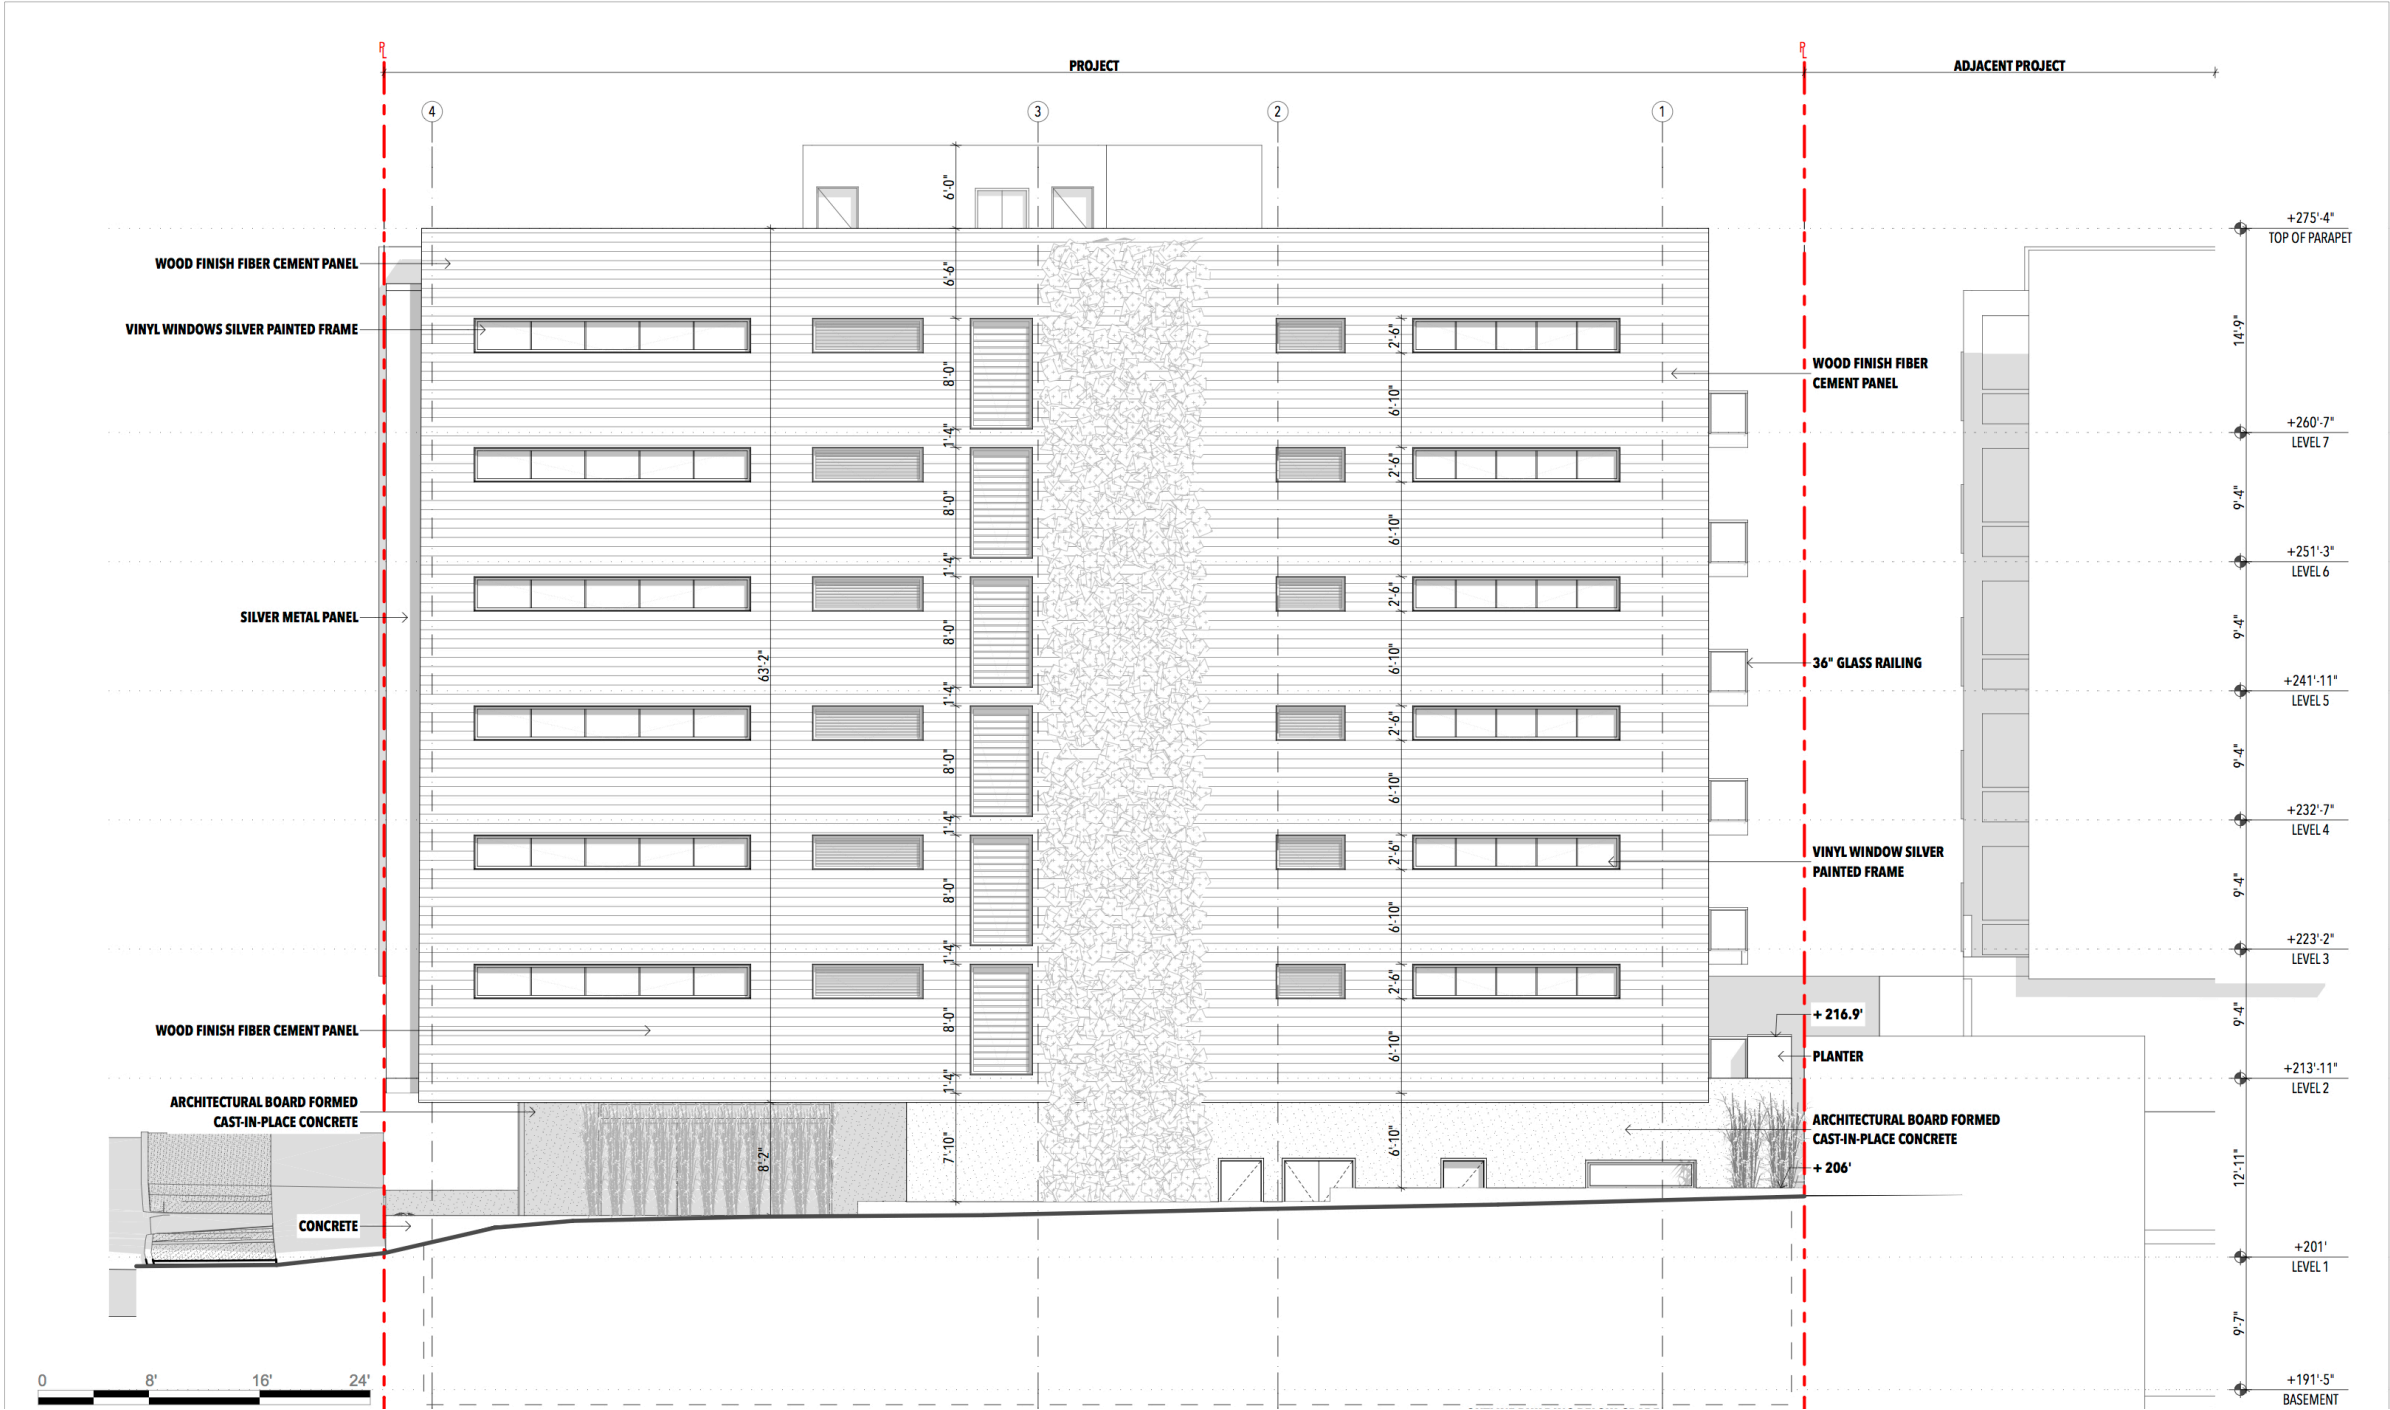 PL
PL
PROJECT
ADJACENT PROJECT
4
3
2
1
6'-0"
+275'-4"
TOP OF PARAPET
WOOD FINISH FIBER CEMENT PANEL
6'-6"
VINYL WINDOWS SILVER PAINTED FRAME
2'-6"
14'-9"
WOOD FINISH FIBER
CEMENT PANEL
8'-0"
6'-10"
+260'-7"
LEVEL 7
1'-4"
2'-6"
8'-0"
9'-4"
6'-10"
+251'-3"
LEVEL 6
1'-4"
2'-6"
SILVER METAL PANEL
8'-0"
9'-4"
63'-2"
6'-10"
36" GLASS RAILING
+241'-11"
LEVEL 5
1'-4"
2'-6"
8'-0"
9'-4"
6'-10"
+232'-7"
LEVEL 4
1'-4"
2'-6"
VINYL WINDOW SILVER
PAINTED FRAME
8'-0"
9'-4"
6'-10"
+223'-2"
LEVEL 3
1'-4"
2'-6"
WOOD FINISH FIBER CEMENT PANEL
8'-0"
+ 216.9'
9'-4"
6'-10"
PLANTER
+213'-11"
LEVEL 2
1'-4"
ARCHITECTURAL BOARD FORMED
CAST-IN-PLACE CONCRETE
ARCHITECTURAL BOARD FORMED
CAST-IN-PLACE CONCRETE
8'-2"
7'-10"
6'-10"
+ 206'
12'-11"
CONCRETE
+201'
LEVEL 1
9'-7"
0 8' 16' 24'
+191'-5"
BASEMENT